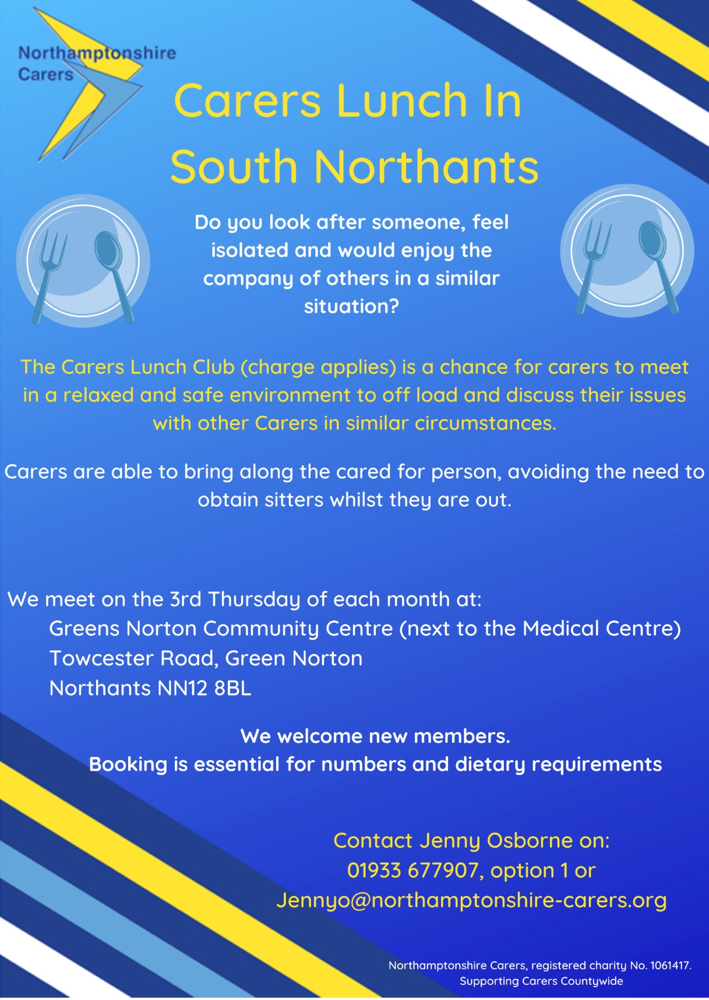 Northamptonshire
Carers
Carers Lunch In
South Northants
Do you look after someone, feel
isolated and would enjoy the
company of others in a similar
situation?
The Carers Lunch Club (charge applies) is a chance for carers to meet
in a relaxed and safe environment to off load and discuss their issues
with other Carers in similar circumstances.
Carers are able to bring along the cared for person, avoiding the need to
obtain sitters whilst they are out.
We meet on the 3rd Thursday of each month at:
Greens Norton Community Centre (next to the Medical Centre)
Towcester Road, Green Norton
Northants NN12 8BL
We welcome new members.
Booking is essential for numbers and dietary requirements
Contact Jenny Osborne on:
01933 677907, option 1 or
Jennyo@northamptonshire-carers.org
Northamptonshire Carers, registered charity No. 1061417.
Supporting Carers Countywide